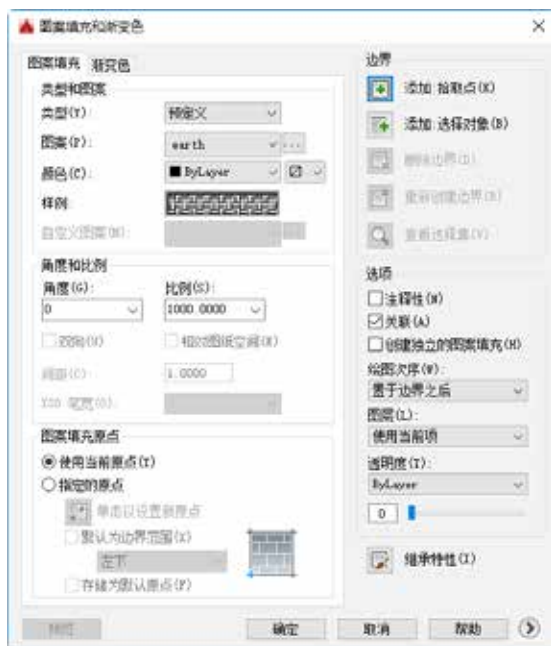 图案填充和渐变色
图案填充 渐变色
类型和图案
类型(Y): 预定义
图案(P): earth
颜色(C): ByLayer
样例:
自定义图案(M):
角度和比例
角度(G): 比例(S):
0 1000.0000
双向(U) 相对图纸空间(E)
间距(C): 1.0000
ISO 笔宽(O):
图案填充原点
使用当前原点(T)
指定的原点
单击以设置新原点
默认为边界范围(X)
左下
存储为默认原点(F)
边界
添加:拾取点(K)
添加:选择对象(B)
删除边界(D)
重新创建边界(R)
查看选择集(V)
选项
注释性(N)
关联(A)
创建独立的图案填充(H)
绘图次序(W):
置于边界之后
图层(L):
使用当前项
透明度(T):
ByLayer
0
继承特性(I)
预览 确定 取消 帮助